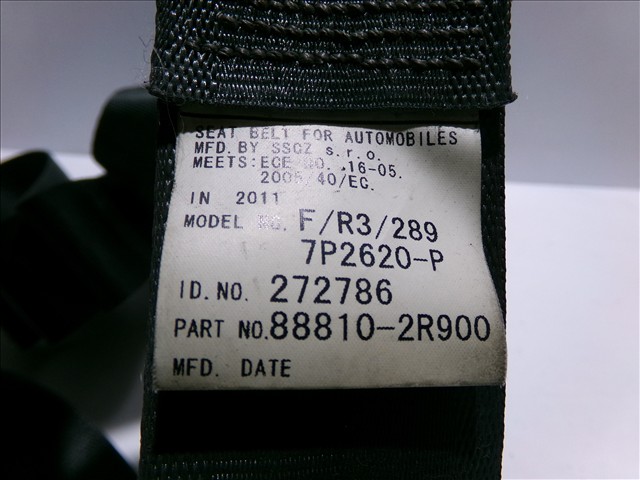 SEAT BELT FOR AUTOMOBILES
MFD. BY SSCZ s.r.o.
MEETS:ECE NO. 16-05.
2005/40/EC.
IN 2011
MODEL NO. F/R3/289
7P2620-P
ID.NO. 272786
PART NO. 88810-2R900
MFD. DATE